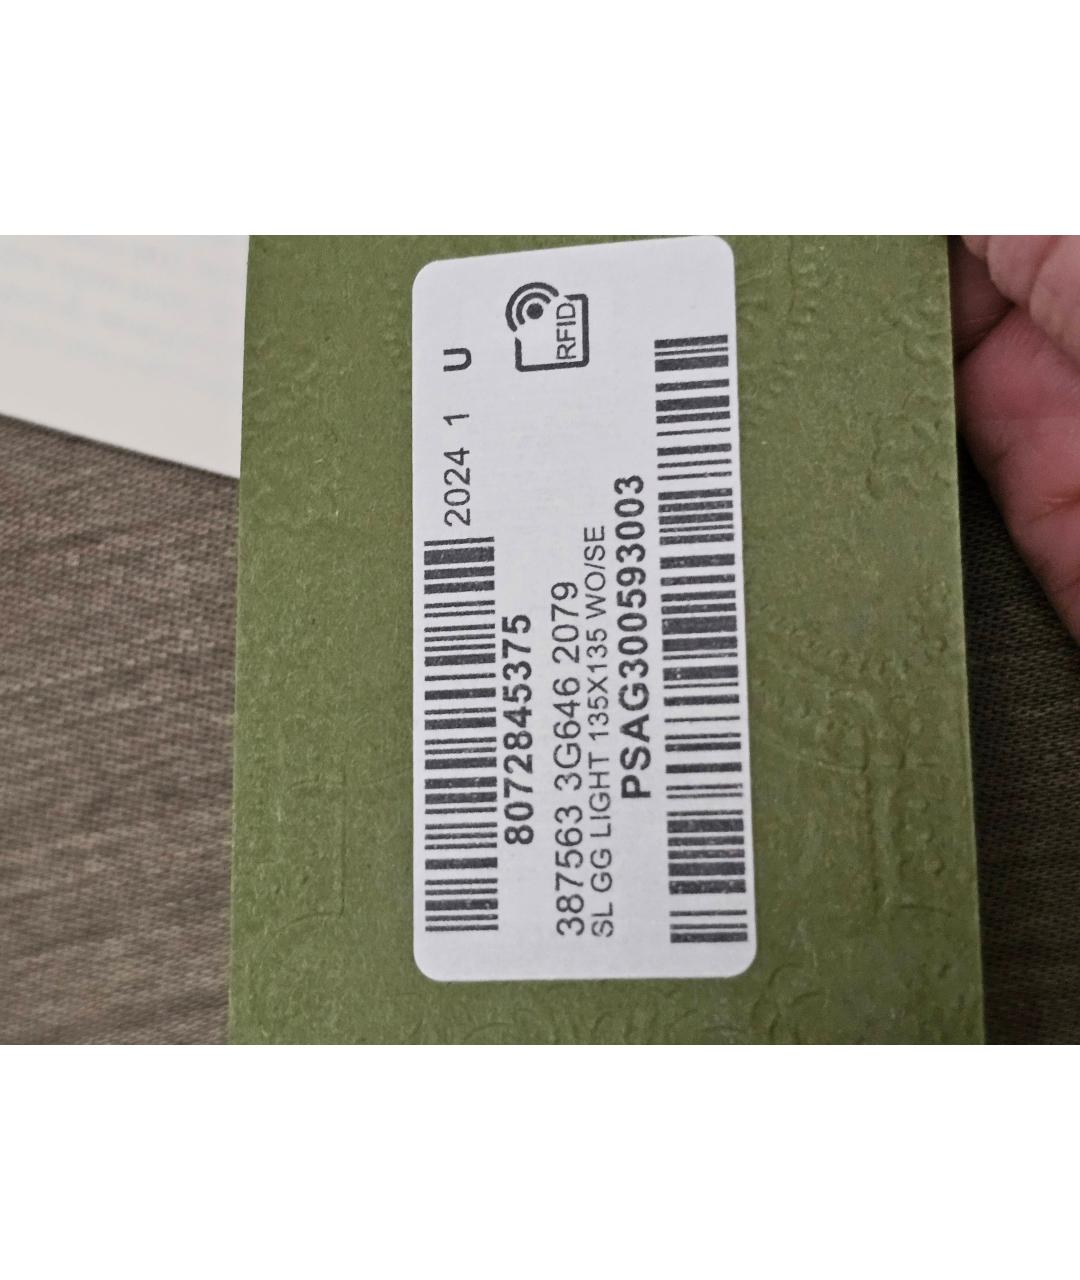 2024 1 U
RFID
8072845375
387563 3G646 2079
SL GG LIGHT 135X135 WO/SE
PSAG300593003